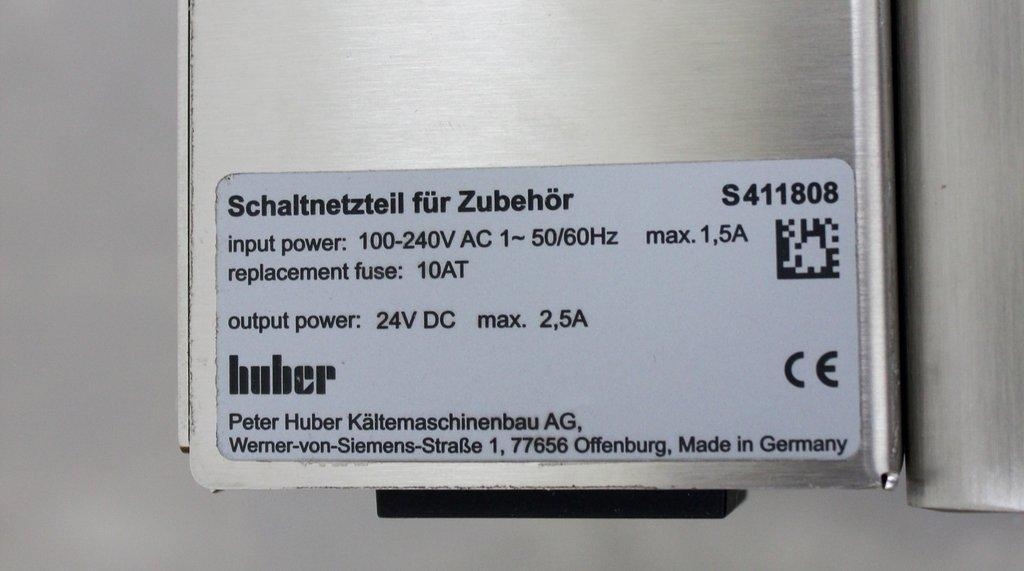 Schaltnetzteil für Zubehör S411808
input power: 100-240V AC 1~ 50/60Hz max. 1,5A
replacement fuse: 10AT
output power: 24V DC max. 2,5A
huber CE
Peter Huber Kältemaschinenbau AG,
Werner-von-Siemens-Straße 1, 77656 Offenburg, Made in Germany